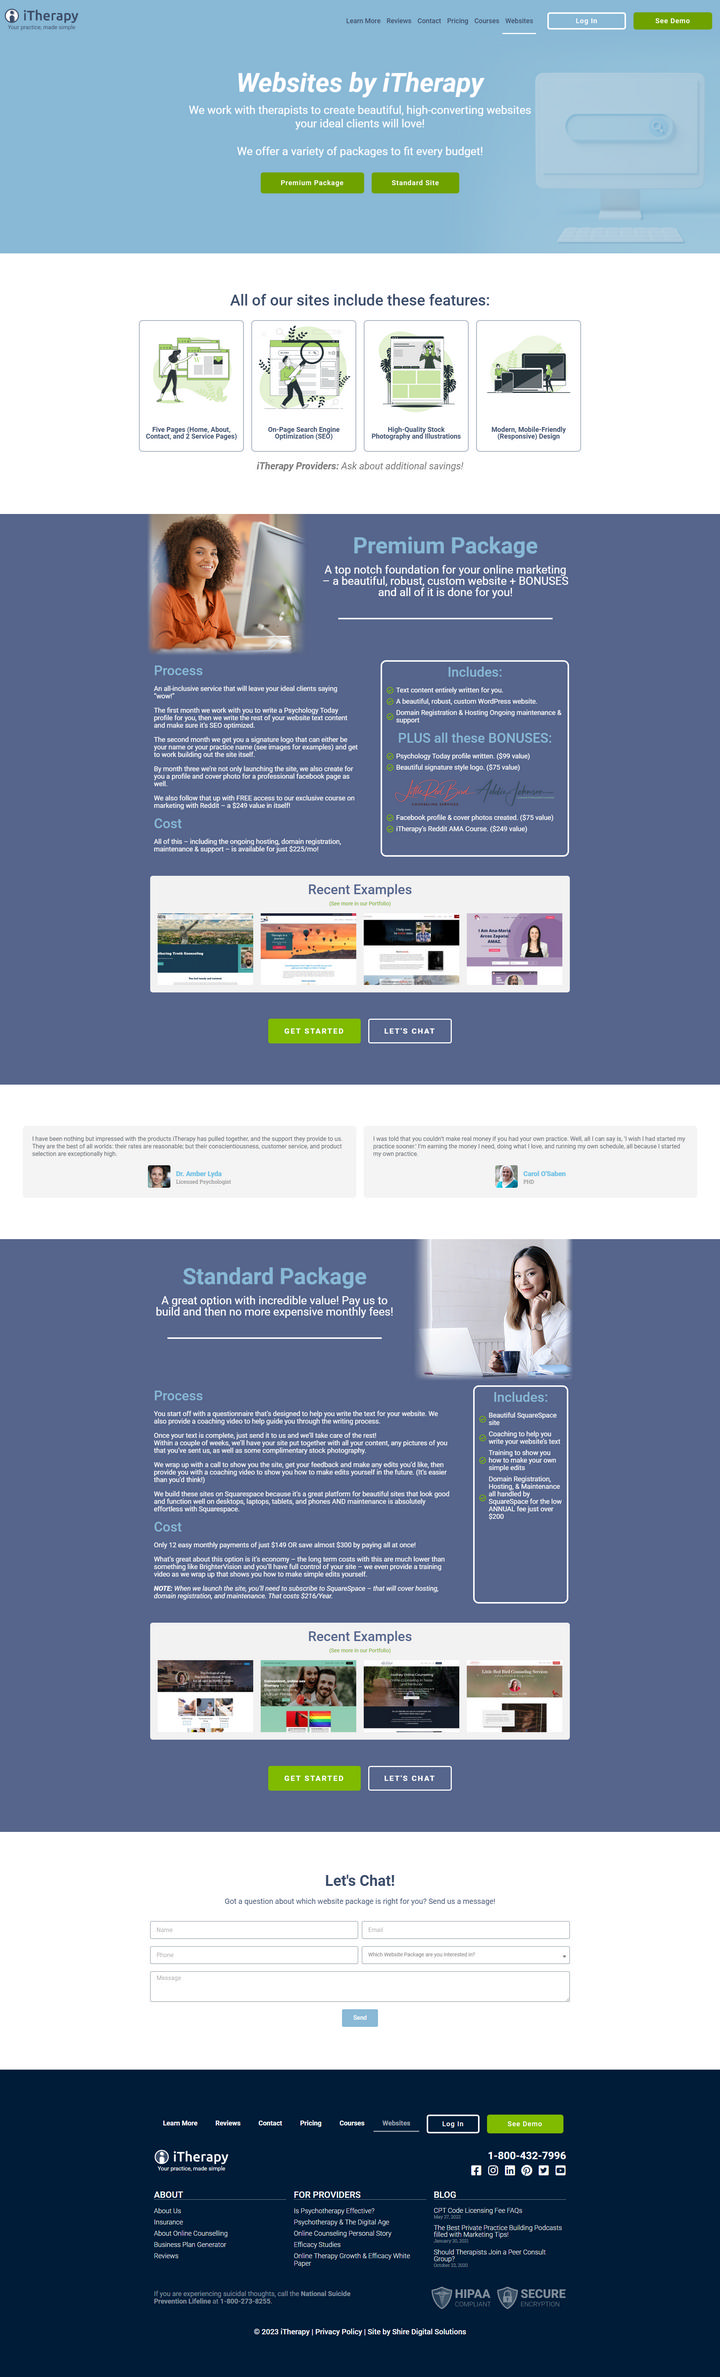 iTherapy
Your practice, made simple
Learn More Reviews Contact Pricing Courses Websites Log In See Demo
Websites by iTherapy
We work with therapists to create beautiful, high-converting websites
your ideal clients will love!
We offer a variety of packages to fit every budget!
Premium Package Standard Site
All of our sites include these features:
Five Pages (Home, About,
Contact, and 2 Service Pages)
On-Page Search Engine
Optimization (SEO)
High-Quality Stock
Photography and Illustrations
Modern, Mobile-Friendly
(Responsive) Design
iTherapy Providers: Ask about additional savings!
Premium Package
A top notch foundation for your online marketing
– a beautiful, robust, custom website + BONUSES
and all of it is done for you!
Process
An all-inclusive service that will leave your ideal clients saying
"wow!"
The first month we work with you to write a Psychology Today
profile for you, then we write the rest of your website text content
and make sure it's SEO optimized.
The second month we get you a signature logo that can either be
your name or your practice name (see images for examples) and get
to work building out the site itself.
By month three we're not only launching the site, we also create for
you a profile and cover photo for a professional facebook page as
well.
We also follow that up with FREE access to our exclusive course on
marketing with Reddit – a $249 value in itself!
Cost
All of this – including the ongoing hosting, domain registration,
maintenance & support – is available for just $225/mo!
Includes:
Text content entirely written for you.
A beautiful, robust, custom WordPress website.
Domain Registration & Hosting Ongoing maintenance &
support
PLUS all these BONUSES:
Psychology Today profile written. ($99 value)
Beautiful signature style logo. ($75 value)
Little Red Bird
COUNSELING SERVICES
Addie Johnson
Facebook profile & cover photos created. ($75 value)
iTherapy's Reddit AMA Course. ($249 value)
Recent Examples
(See more in our Portfolio)
I Am Ana-Maria
Arcos Zapata
AMAZ.
GET STARTED LET'S CHAT
I have been nothing but impressed with the products iTherapy has pulled together, and the support they provide to us.
They are the best of all worlds: their rates are reasonable; but their conscientiousness, customer service, and product
selection are exceptionally high.
Dr. Amber Lyda
Licensed Psychologist
I was told that you couldn't make real money if you had your own practice. Well, all I can say is, 'I wish I had started my
practice sooner.' I'm earning the money I need, doing what I love, and running my own schedule, all because I started
my own practice.
Carol O'Saben
PHD
Standard Package
A great option with incredible value! Pay us to
build and then no more expensive monthly fees!
Process
You start off with a questionnaire that's designed to help you write the text for your website. We
also provide a coaching video to help guide you through the writing process.
Once your text is complete, just send it to us and we'll take care of the rest!
Within a couple of weeks, we'll have your site put together with all your content, any pictures of you
that you've sent us, as well as some complimentary stock photography.
We wrap up with a call to show you the site, get your feedback and make any edits you'd like, then
provide you with a coaching video to show you how to make edits yourself in the future. (It's easier
than you'd think!)
We build these sites on Squarespace because it's a great platform for beautiful sites that look good
and function well on desktops, laptops, tablets, and phones AND maintenance is absolutely
effortless with Squarespace.
Cost
Only 12 easy monthly payments of just $149 OR save almost $300 by paying all at once!
What's great about this option is it's economy – the long term costs with this are much lower than
something like BrighterVision and you'll have full control of your site – we even provide a training
video as we wrap up that shows you how to make simple edits yourself.
NOTE: When we launch the site, you'll need to subscribe to SquareSpace – that will cover hosting,
domain registration, and maintenance. That costs $216/Year.
Includes:
Beautiful SquareSpace
site
Coaching to help you
write your website's text
Training to show you
how to make your own
simple edits
Domain Registration,
Hosting, & Maintenance
all handled by
SquareSpace for the low
ANNUAL fee just over
$200
Recent Examples
(See more in our Portfolio)
Little Red Bird Counseling Services
GET STARTED LET'S CHAT
Let's Chat!
Got a question about which website package is right for you? Send us a message!
Name Email
Phone Which Website Package are you Interested in?
Message
Send
Learn More Reviews Contact Pricing Courses Websites Log In See Demo
iTherapy
Your practice, made simple
1-800-432-7996
ABOUT
About Us
Insurance
About Online Counselling
Business Plan Generator
Reviews
FOR PROVIDERS
Is Psychotherapy Effective?
Psychotherapy & The Digital Age
Online Counseling Personal Story
Efficacy Studies
Online Therapy Growth & Efficacy White
Paper
BLOG
CPT Code Licensing Fee FAQs
May 27, 2022
The Best Private Practice Building Podcasts
filled with Marketing Tips!
January 30, 2021
Should Therapists Join a Peer Consult
Group?
October 23, 2020
If you are experiencing suicidal thoughts, call the National Suicide
Prevention Lifeline at 1-800-273-8255.
HIPAA
COMPLIANT
SECURE
ENCRYPTION
© 2023 iTherapy | Privacy Policy | Site by Shire Digital Solutions